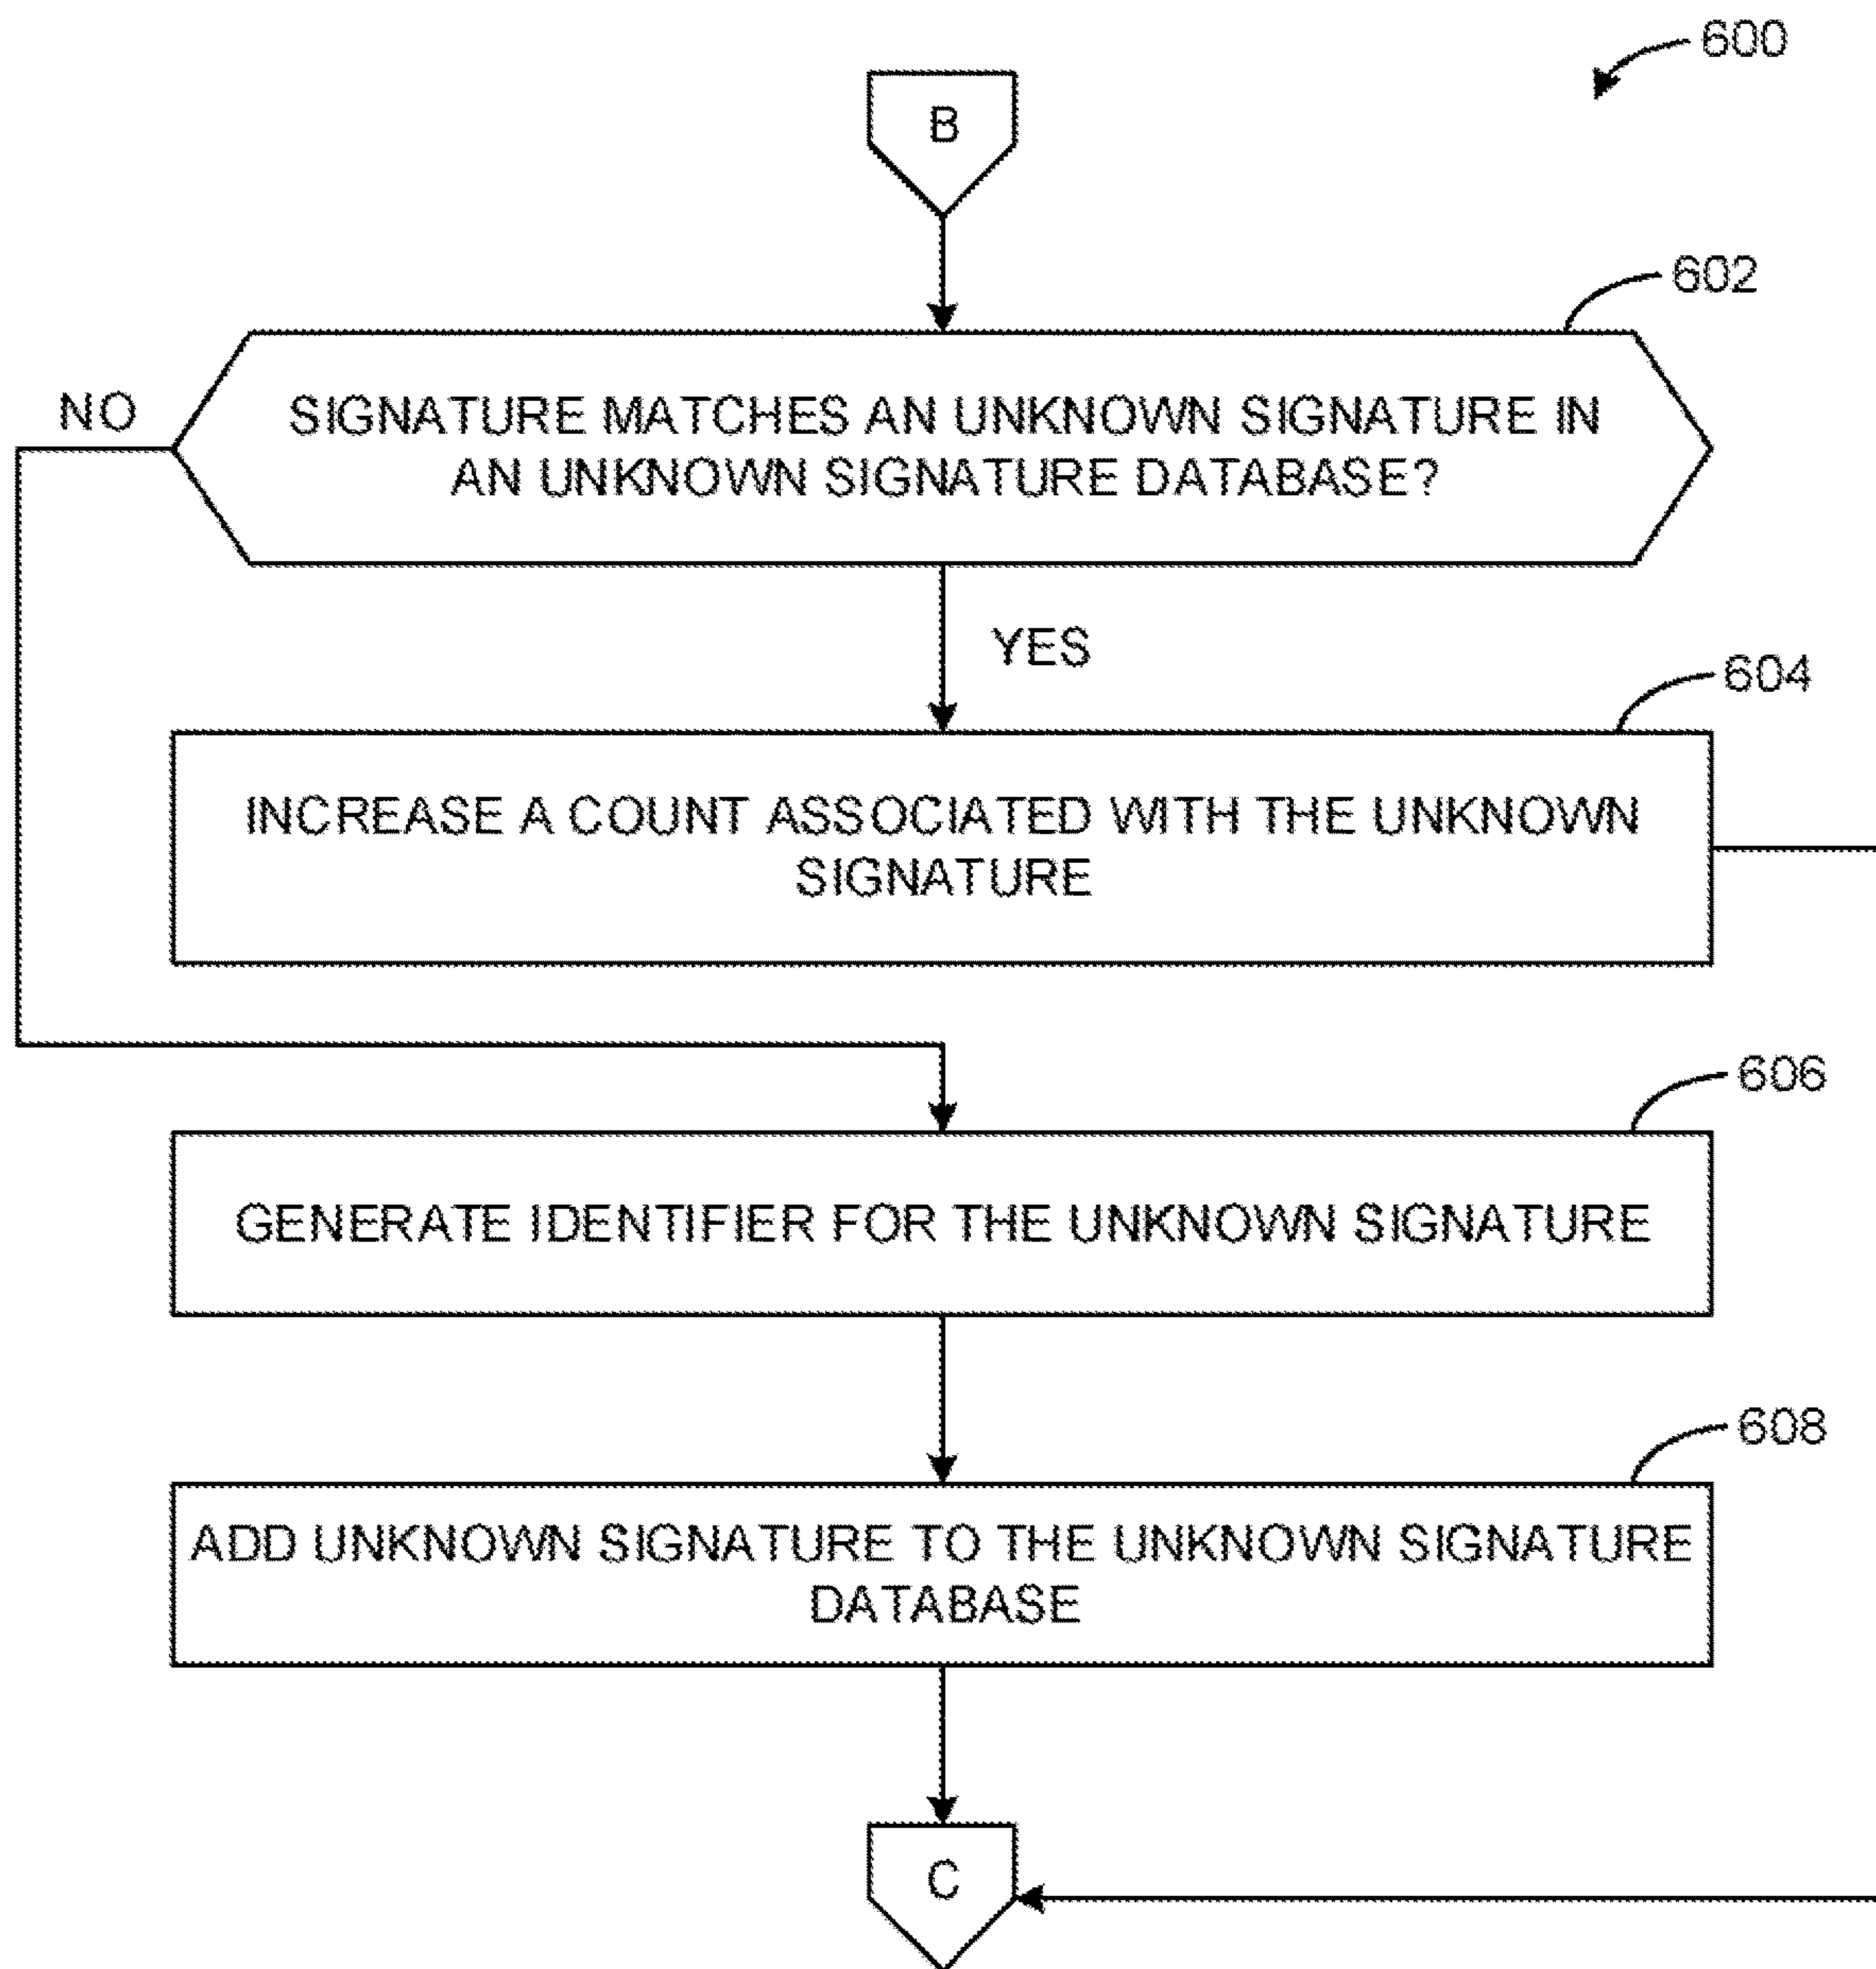 600
B
602
NO
SIGNATURE MATCHES AN UNKNOWN SIGNATURE IN
AN UNKNOWN SIGNATURE DATABASE?
YES
604
INCREASE A COUNT ASSOCIATED WITH THE UNKNOWN
SIGNATURE
606
GENERATE IDENTIFIER FOR THE UNKNOWN SIGNATURE
608
ADD UNKNOWN SIGNATURE TO THE UNKNOWN SIGNATURE
DATABASE
C